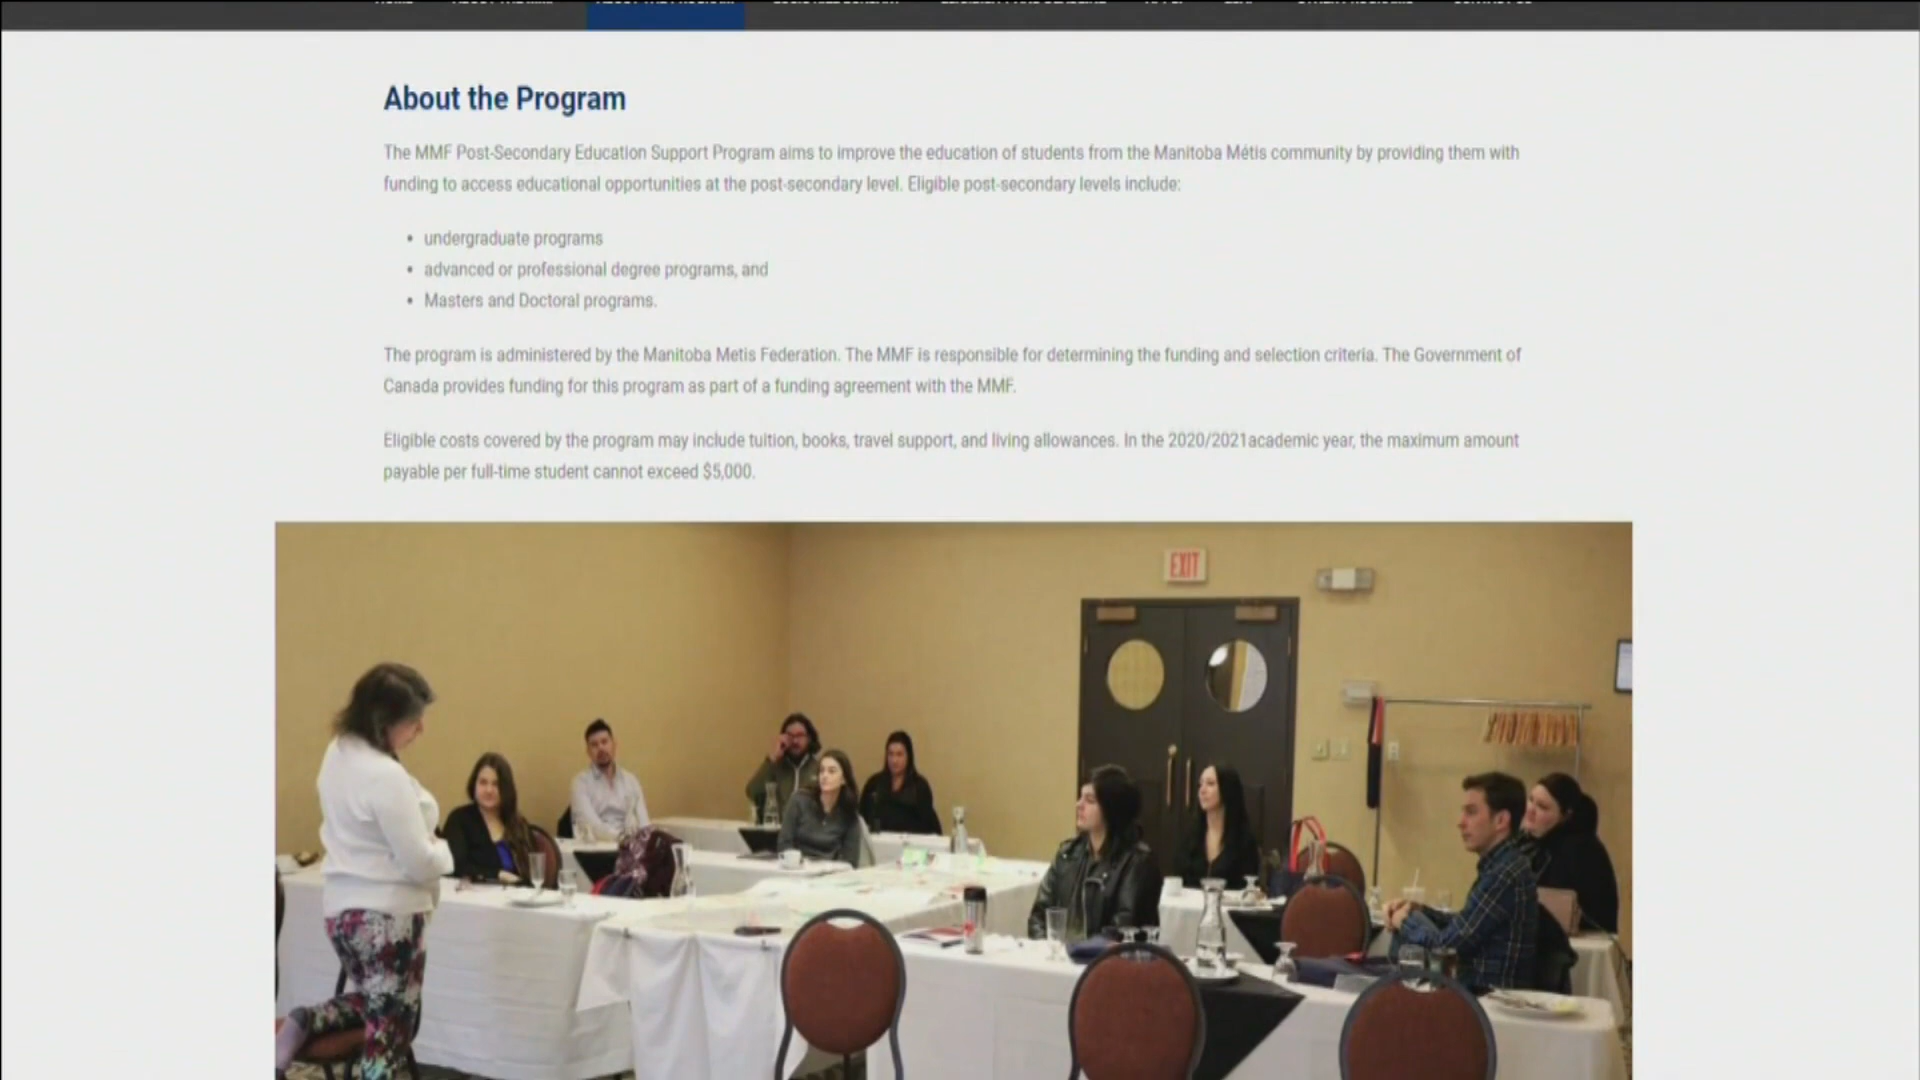 About the Program
The MMF Post-Secondary Education Support Program aims to improve the education of students from the Manitoba Métis community by providing them with
funding to access educational opportunities at the post-secondary level. Eligible post-secondary levels include:
• undergraduate programs
• advanced or professional degree programs, and
• Masters and Doctoral programs.
The program is administered by the Manitoba Metis Federation. The MMF is responsible for determining the funding and selection criteria. The Government of
Canada provides funding for this program as part of a funding agreement with the MMF.
Eligible costs covered by the program may include tuition, books, travel support, and living allowances. In the 2020/2021academic year, the maximum amount
payable per full-time student cannot exceed $5,000.
EXIT